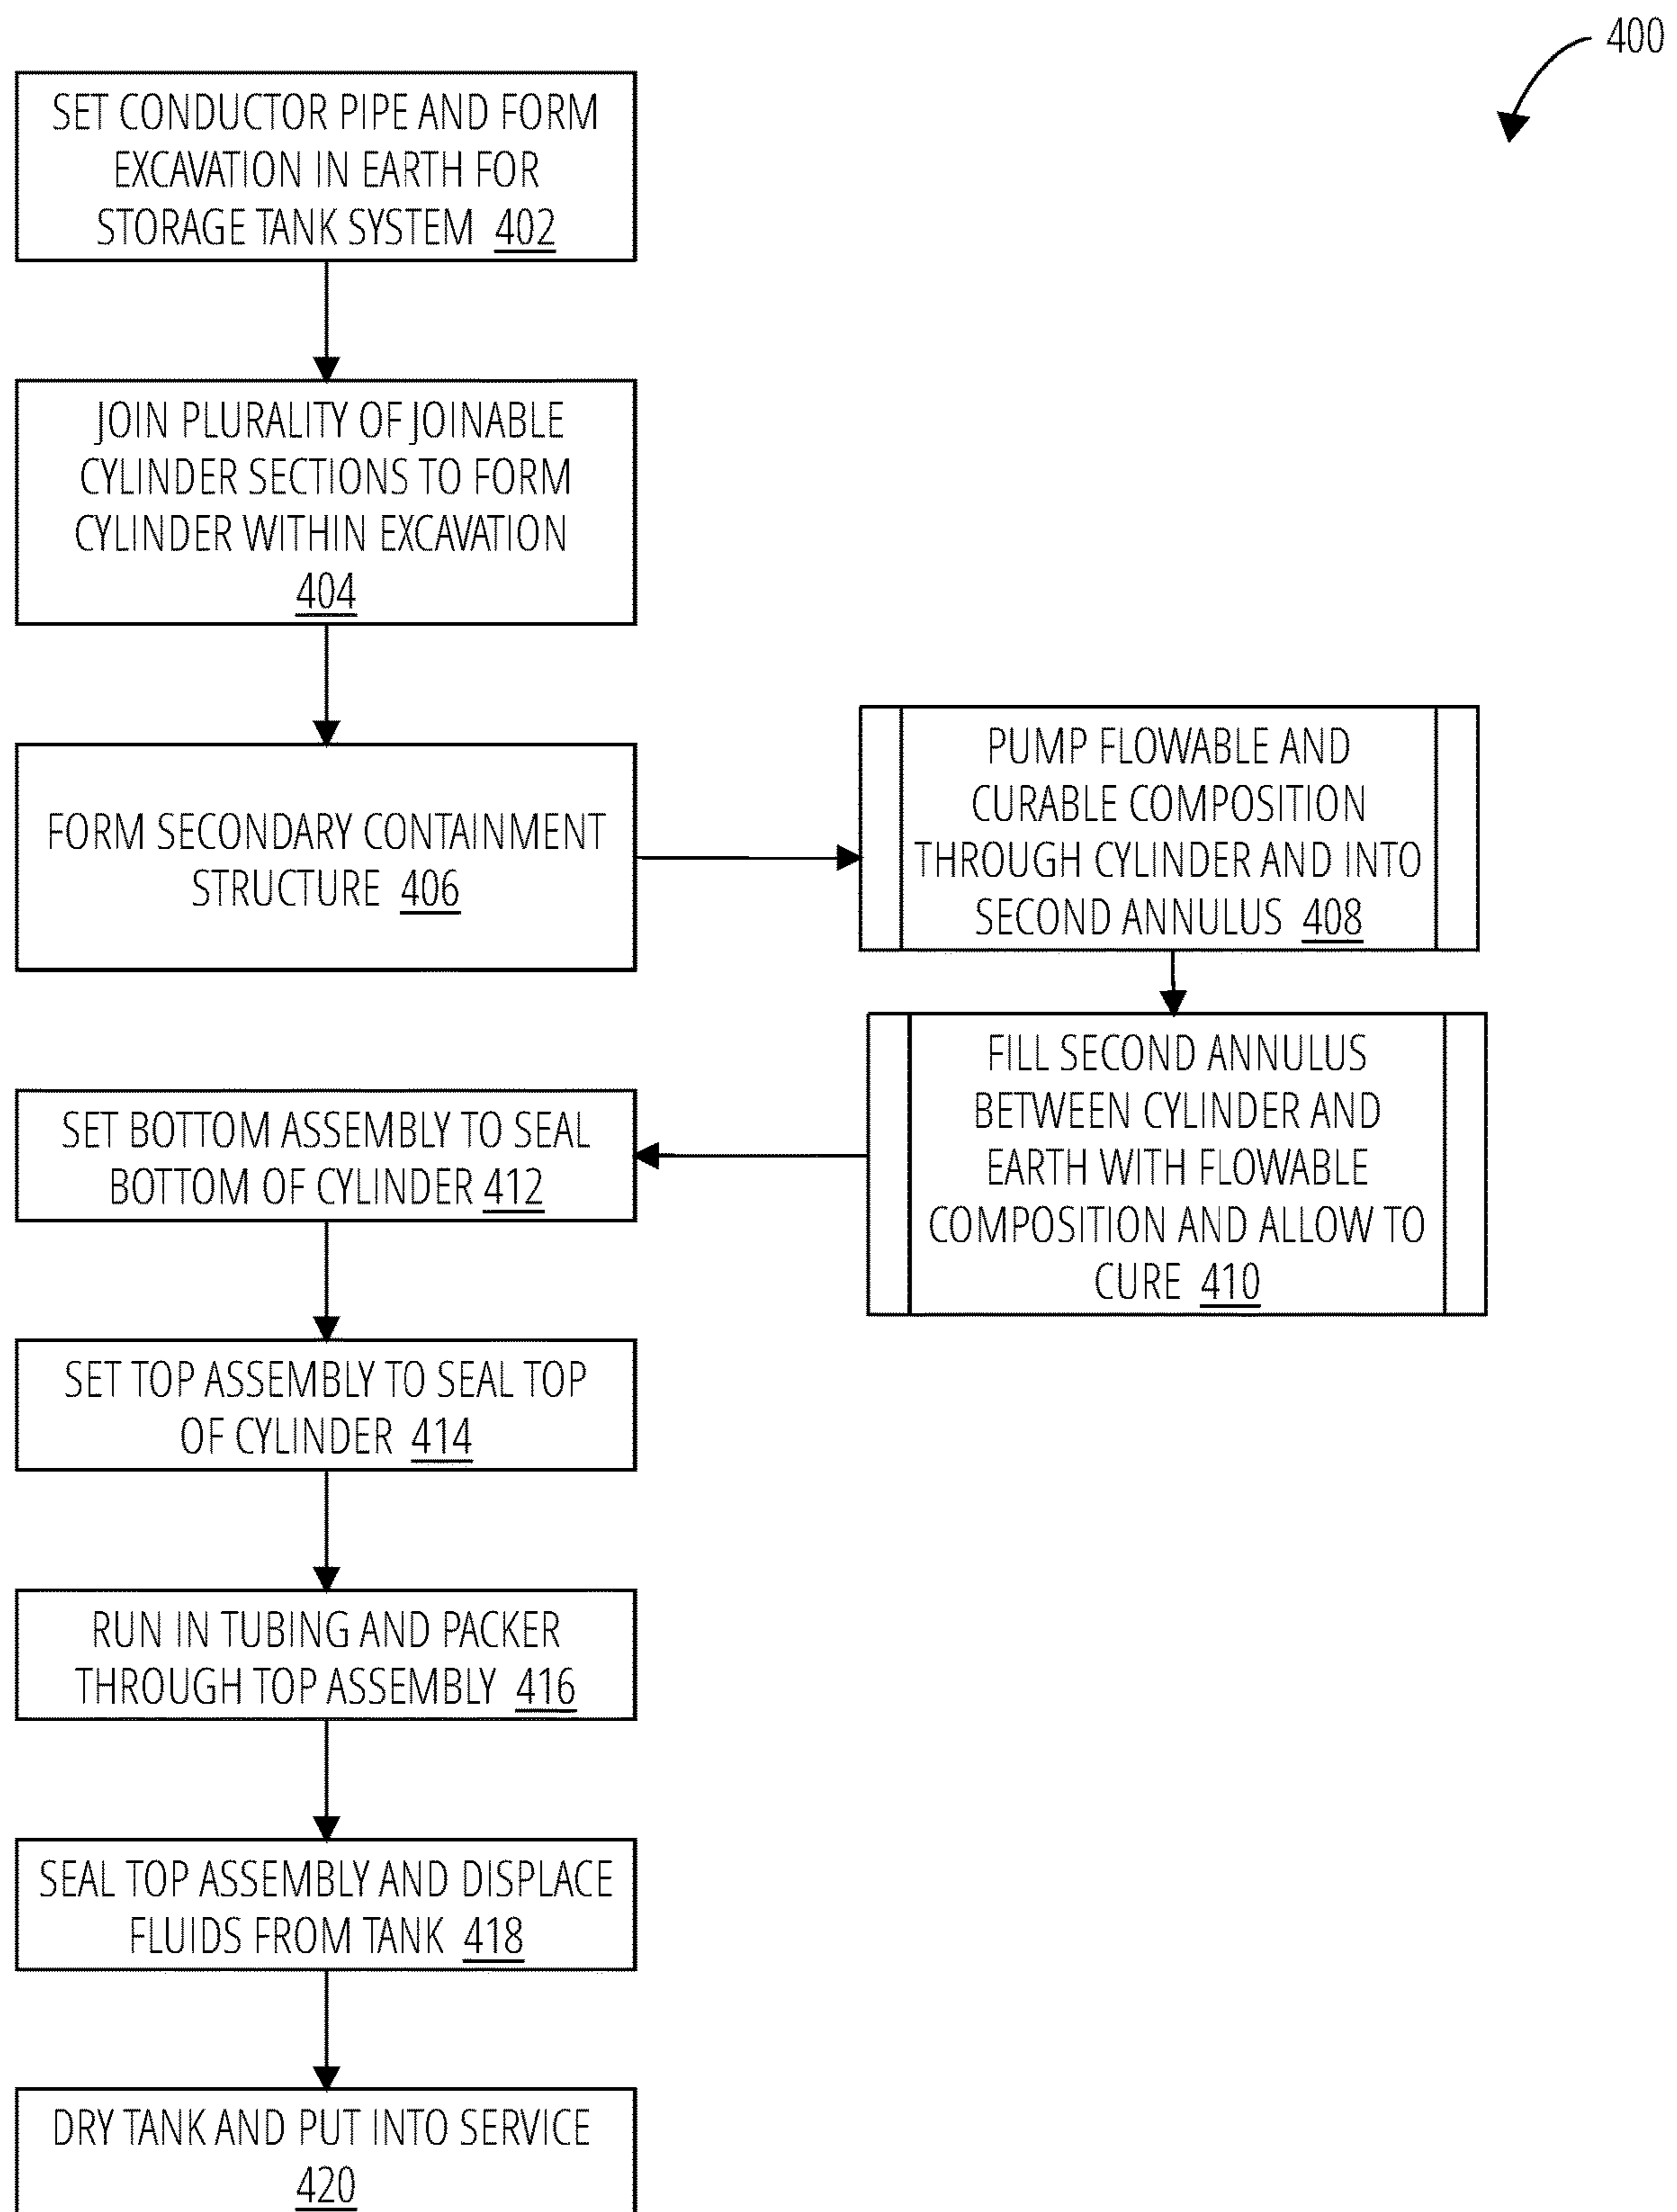 400
SET CONDUCTOR PIPE AND FORM
EXCAVATION IN EARTH FOR
STORAGE TANK SYSTEM 402
JOIN PLURALITY OF JOINABLE
CYLINDER SECTIONS TO FORM
CYLINDER WITHIN EXCAVATION
404
FORM SECONDARY CONTAINMENT
STRUCTURE 406
PUMP FLOWABLE AND
CURABLE COMPOSITION
THROUGH CYLINDER AND INTO
SECOND ANNULUS 408
FILL SECOND ANNULUS
BETWEEN CYLINDER AND
EARTH WITH FLOWABLE
COMPOSITION AND ALLOW TO
CURE 410
SET BOTTOM ASSEMBLY TO SEAL
BOTTOM OF CYLINDER 412
SET TOP ASSEMBLY TO SEAL TOP
OF CYLINDER 414
RUN IN TUBING AND PACKER
THROUGH TOP ASSEMBLY 416
SEAL TOP ASSEMBLY AND DISPLACE
FLUIDS FROM TANK 418
DRY TANK AND PUT INTO SERVICE
420